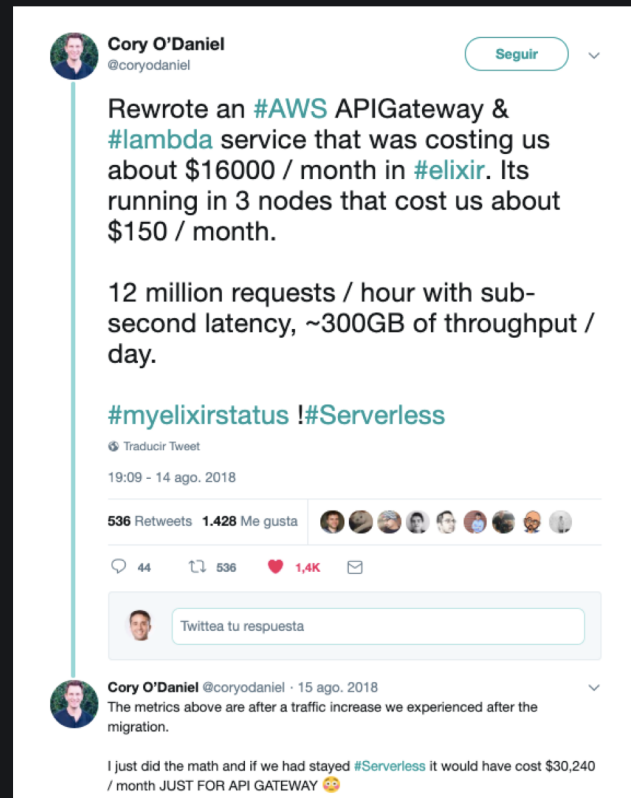 Cory O’Daniel
@coryodaniel
Seguir
Rewrote an #AWS APIGateway &
#lambda service that was costing us
about $16000 / month in #elixir. Its
running in 3 nodes that cost us about
$150 / month.
12 million requests / hour with sub-
second latency, ~300GB of throughput /
day.
#myelixirstatus !#Serverless
Traducir Tweet
19:09 - 14 ago. 2018
536 Retweets 1.428 Me gusta
44 536 1,4K
Twittea tu respuesta
Cory O’Daniel @coryodaniel · 15 ago. 2018
The metrics above are after a traffic increase we experienced after the
migration.
I just did the math and if we had stayed #Serverless it would have cost $30,240
/ month JUST FOR API GATEWAY 😳